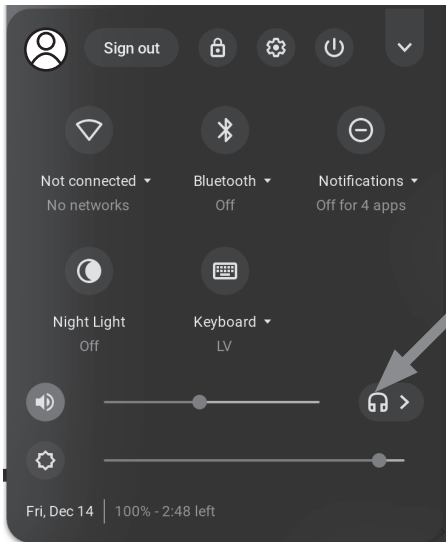 Sign out
Not connected Bluetooth Notifications
No networks Off Off for 4 apps
Night Light Keyboard
Off LV
Fri, Dec 14 100% - 2:48 left